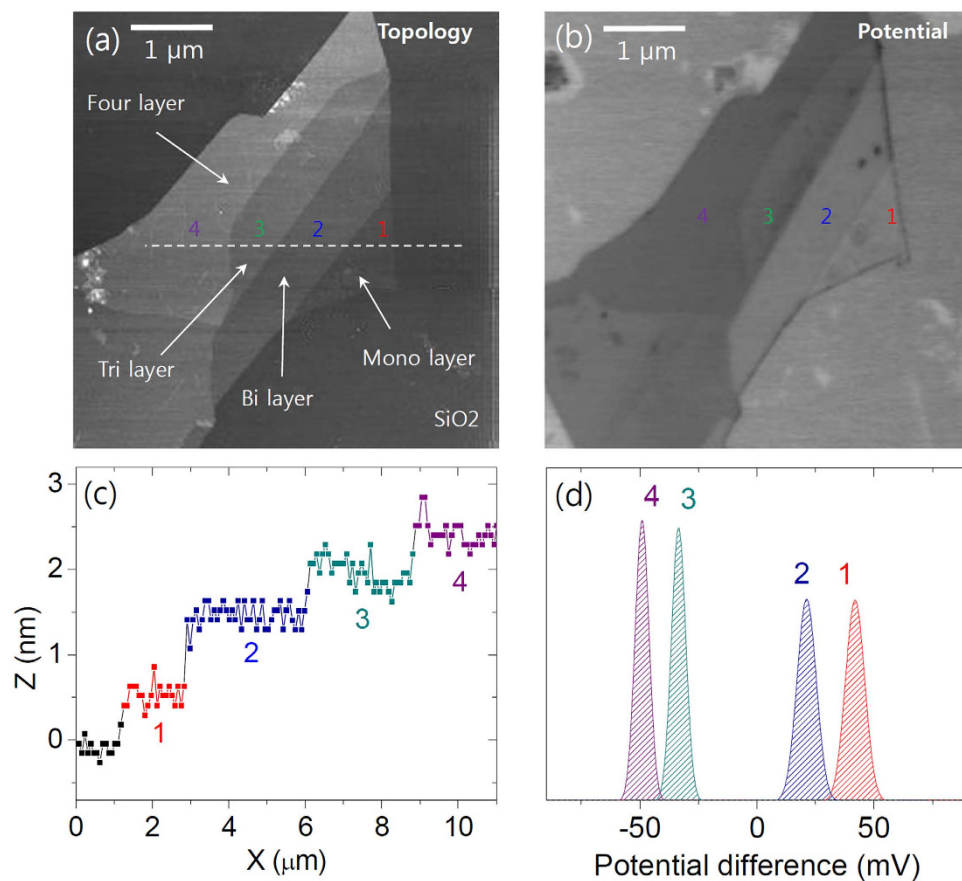 (a)
Topology
1 μm
Four layer
4
3
2
1
Tri layer
Bi layer
Mono layer
SiO2
(b)
Potential
1 μm
4
3
2
1
(c)
Z (nm)
3
2
1
0
1
2
3
4
0
2
4
6
8
10
X (μm)
(d)
4
3
2
1
-50
0
50
Potential difference (mV)